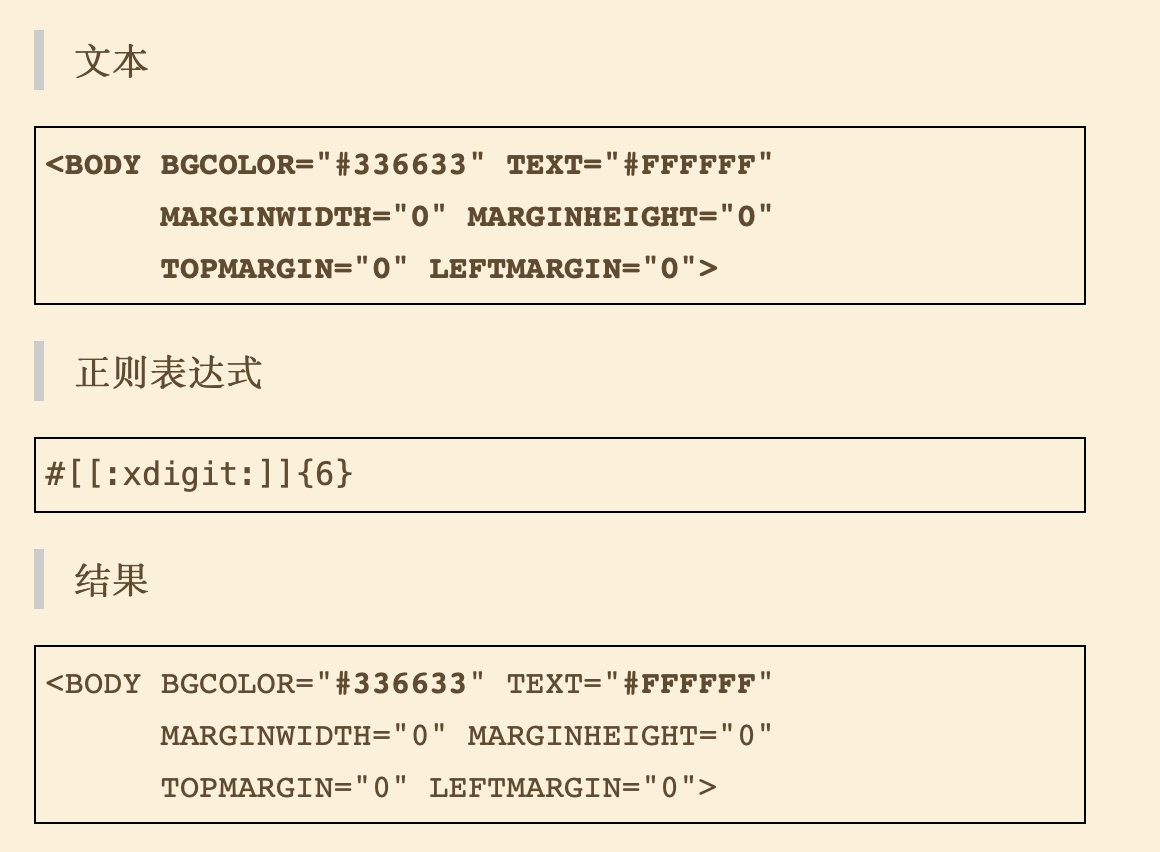 文本
<BODY BGCOLOR="#336633" TEXT="#FFFFFF"
MARGINWIDTH="0" MARGINHEIGHT="0"
TOPMARGIN="0" LEFTMARGIN="0">
正则表达式
#[[:xdigit:]]{6}
结果
<BODY BGCOLOR="#336633" TEXT="#FFFFFF"
MARGINWIDTH="0" MARGINHEIGHT="0"
TOPMARGIN="0" LEFTMARGIN="0">